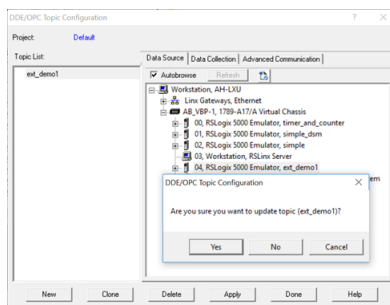 DDE/OPC Topic Configuration
Project:
Default
Topic List:
ext_demo1
Data Source
Data Collection
Advanced Communication
Autobrowse
Refresh
Workstation, AH-LXU
Linx Gateways, Ethernet
AB_VBP-1, 1789-A17/A Virtual Chassis
00, RSLogix 5000 Emulator, timer_and_counter
01, RSLogix 5000 Emulator, simple_dsm
02, RSLogix 5000 Emulator, simple
03, Workstation, RSLinx Server
04, RSLogix 5000 Emulator, ext_demo1
em
DDE/OPC Topic Configuration
Are you sure you want to update topic (ext_demo1)?
Yes
No
Cancel
New
Clone
Delete
Apply
Done
Help